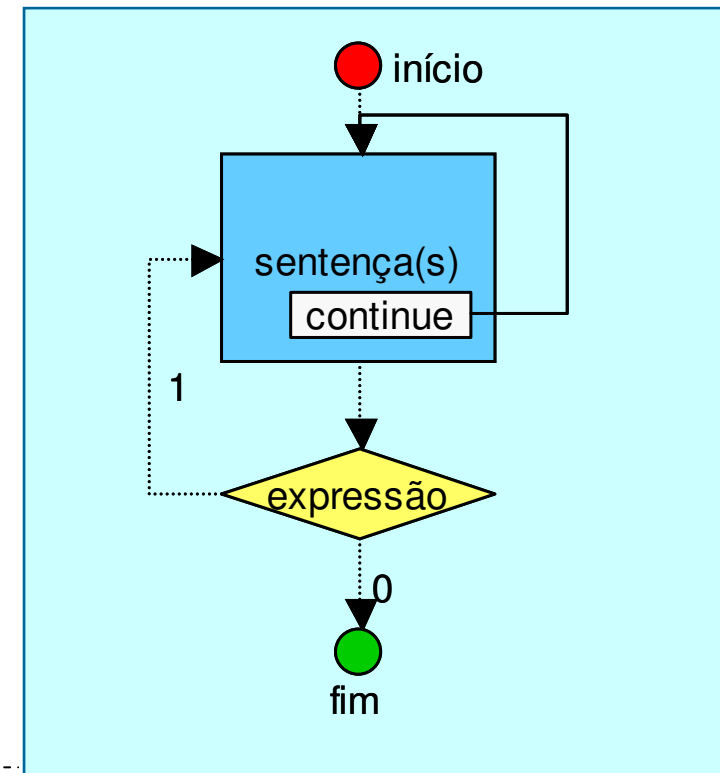 início
sentença(s)
continue
1
expressão
0
fim